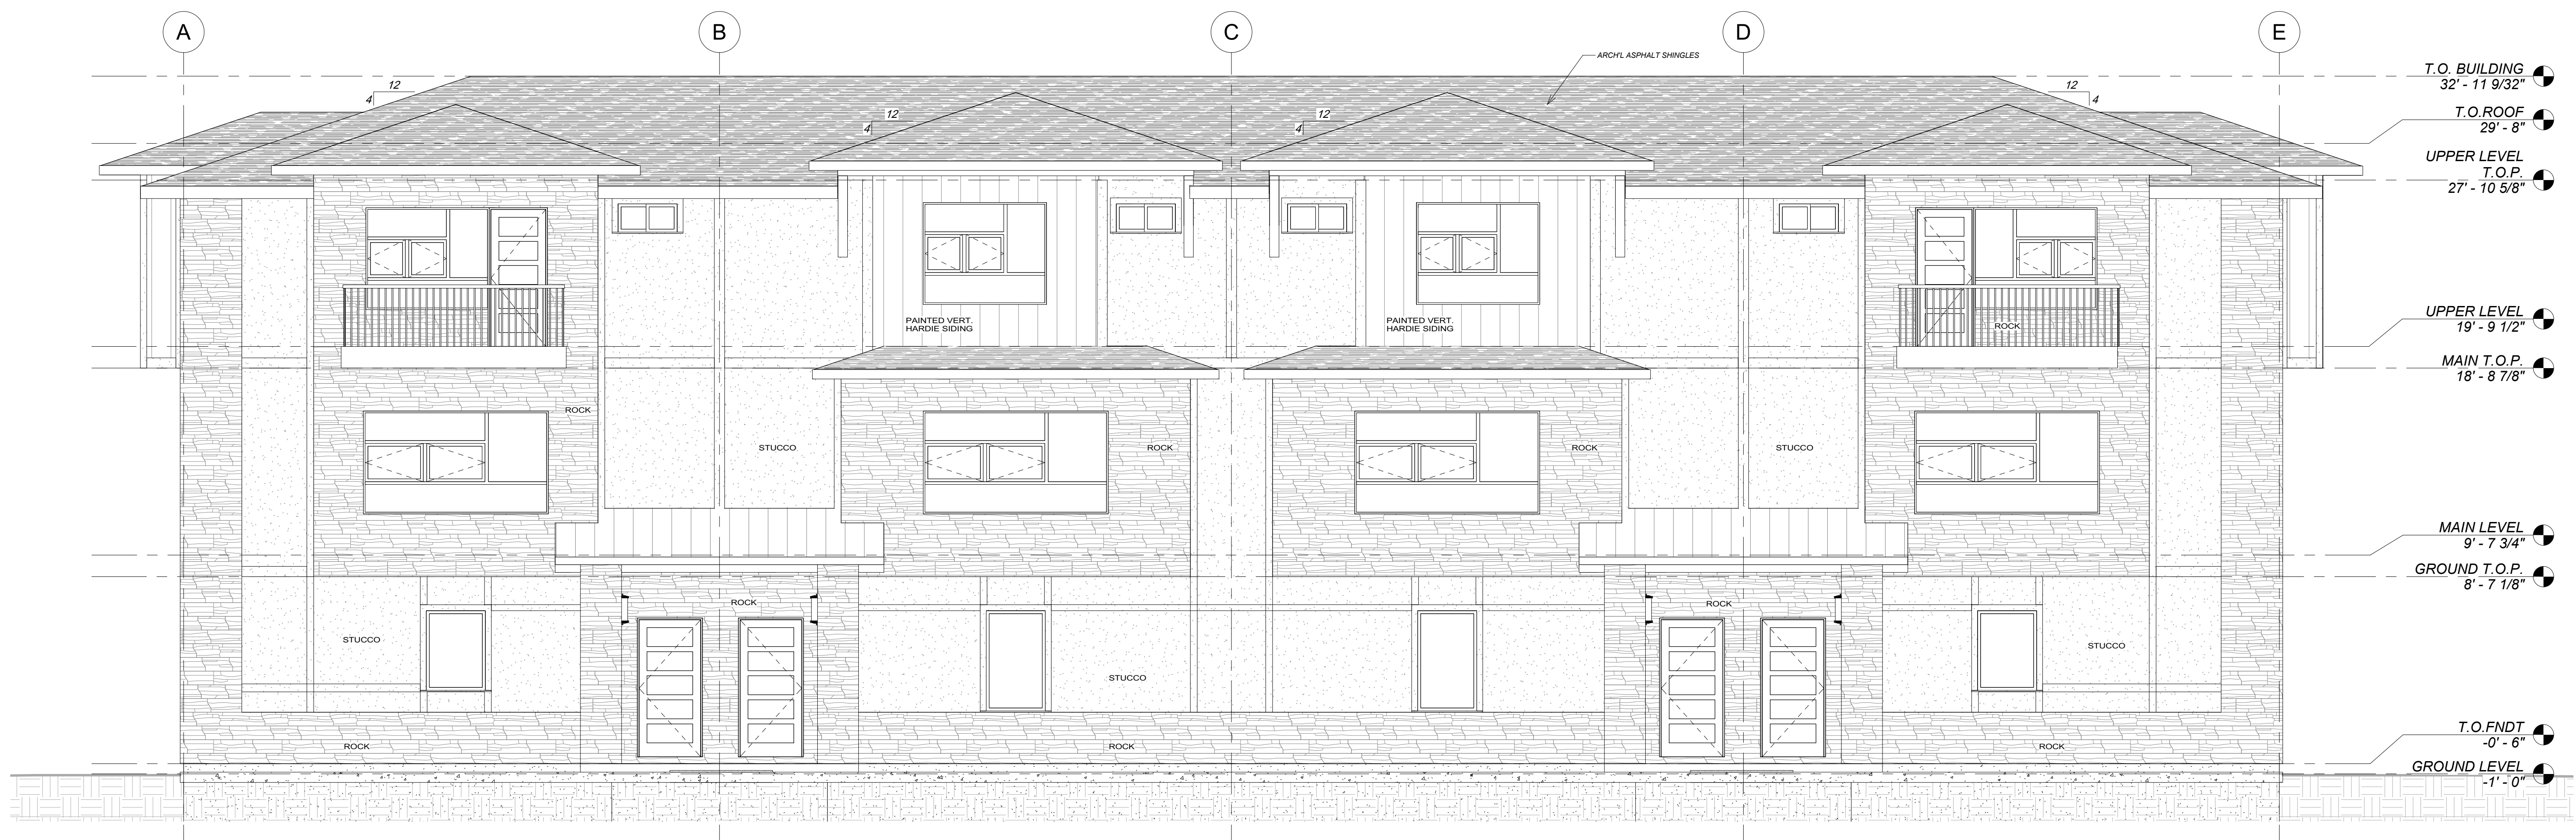 A
B
C
D
E
ARCH'L ASPHALT SHINGLES
12
4
12
4
12
4
12
4
T.O. BUILDING
32' - 11 9/32"
T.O.ROOF
29' - 8"
UPPER LEVEL
T.O.P.
27' - 10 5/8"
UPPER LEVEL
19' - 9 1/2"
MAIN T.O.P.
18' - 8 7/8"
MAIN LEVEL
9' - 7 3/4"
GROUND T.O.P.
8' - 7 1/8"
T.O.FNDT
-0' - 6"
GROUND LEVEL
-1' - 0"
PAINTED VERT.
HARDIE SIDING
PAINTED VERT.
HARDIE SIDING
ROCK
ROCK
STUCCO
ROCK
ROCK
STUCCO
ROCK
ROCK
STUCCO
STUCCO
STUCCO
ROCK
ROCK
ROCK